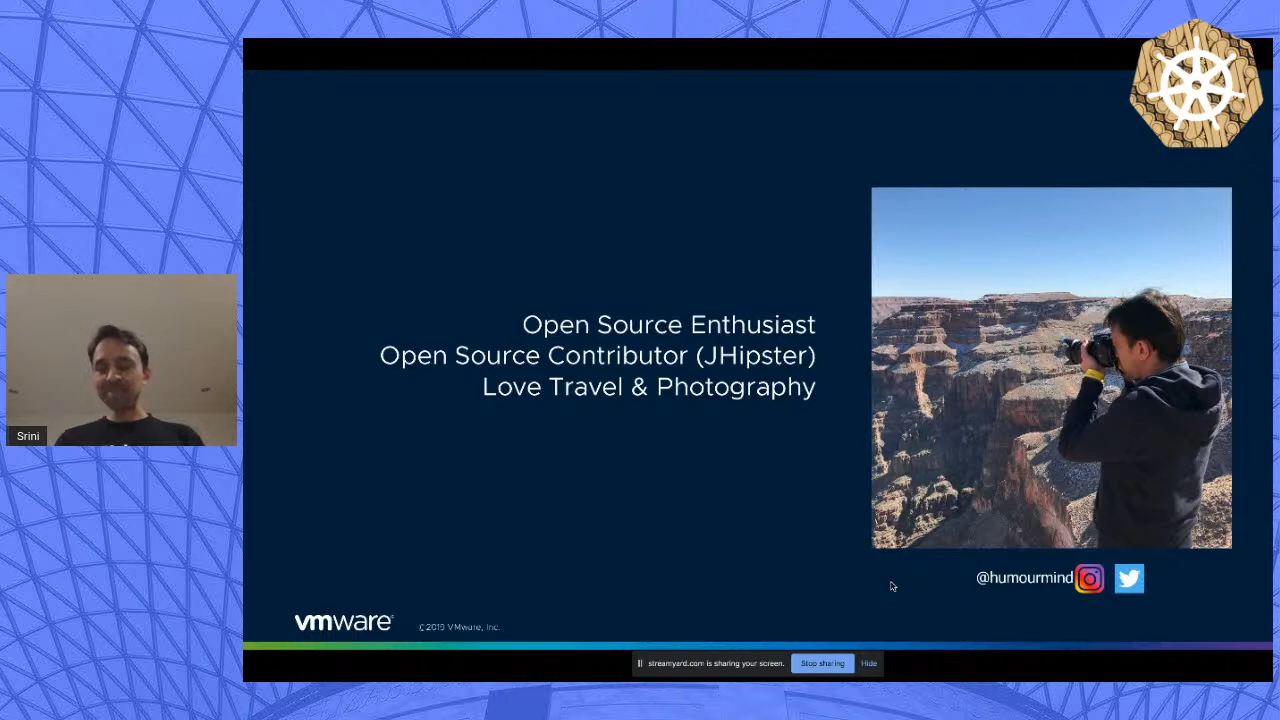 Open Source Enthusiast
Open Source Contributor (JHipster)
Love Travel & Photography
Srini
@humourmind
vmware
©2019 VMware, Inc.
streamyard.com is sharing your screen.
Stop sharing
Hide